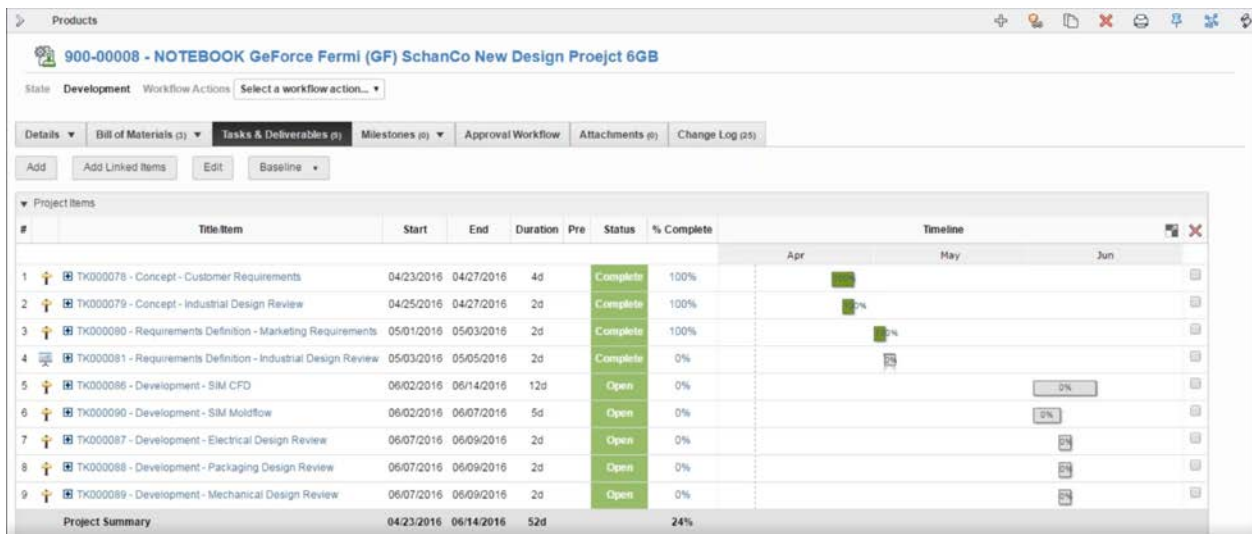 Products
900-00008 - NOTEBOOK GeForce Fermi (GF) SchanCo New Design Proejct 6GB
State Development Workflow Actions Select a workflow action...
Details Bill of Materials (3) Tasks & Deliverables (5) Milestones (0) Approval Workflow Attachments (0) Change Log (25)
Add Add Linked Items Edit Baseline
Project Items
# Title/Item Start End Duration Pre Status % Complete Timeline
Apr May Jun
1 TK000078 - Concept - Customer Requirements 04/23/2016 04/27/2016 4d Complete 100% 100%
2 TK000079 - Concept - Industrial Design Review 04/25/2016 04/27/2016 2d Complete 100% 100%
3 TK000080 - Requirements Definition - Marketing Requirements 05/01/2016 05/03/2016 2d Complete 100% 100%
4 TK000081 - Requirements Definition - Industrial Design Review 05/03/2016 05/05/2016 2d Complete 0% 0%
5 TK000086 - Development - SIM CFD 06/02/2016 06/14/2016 12d Open 0% 0%
6 TK000090 - Development - SIM Moldflow 06/02/2016 06/07/2016 5d Open 0% 0%
7 TK000087 - Development - Electrical Design Review 06/07/2016 06/09/2016 2d Open 0% 0%
8 TK000088 - Development - Packaging Design Review 06/07/2016 06/09/2016 2d Open 0% 0%
9 TK000089 - Development - Mechanical Design Review 06/07/2016 06/09/2016 2d Open 0% 0%
Project Summary 04/23/2016 06/14/2016 52d 24%